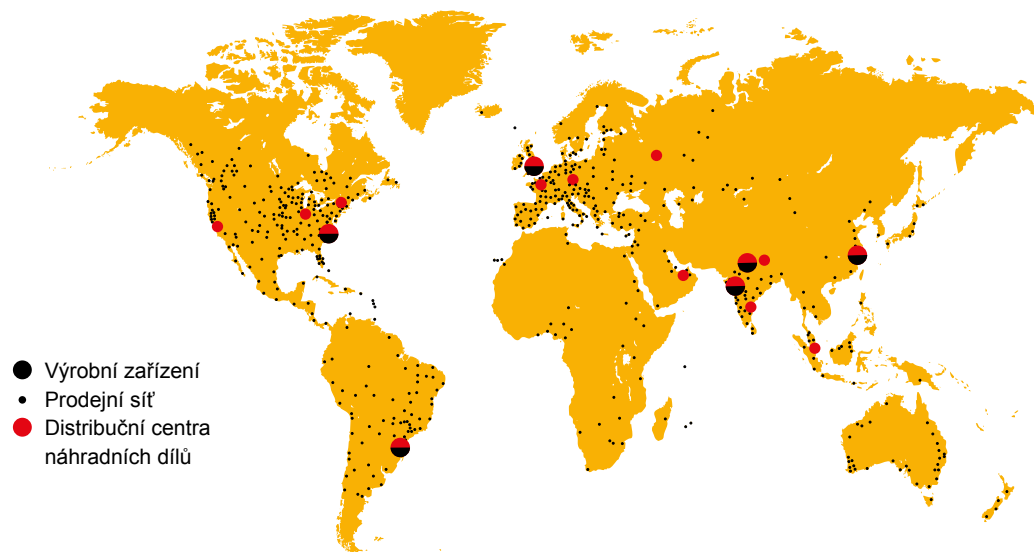 Výrobní zařízení
Prodejní síť
Distribuční centra
náhradních dílů